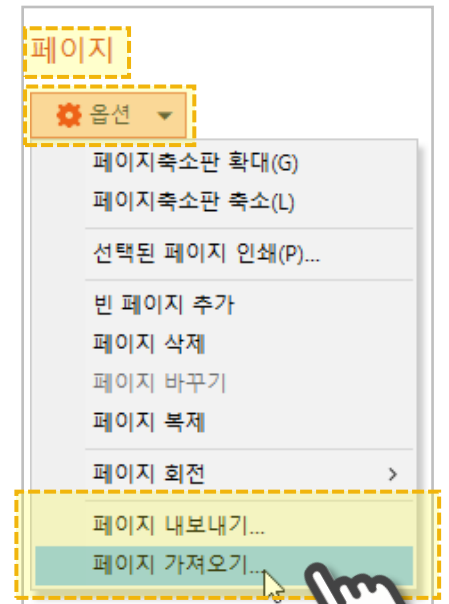 페이지
옵션
페이지축소판 확대(G)
페이지축소판 축소(L)
선택된 페이지 인쇄(P)...
빈 페이지 추가
페이지 삭제
페이지 바꾸기
페이지 복제
페이지 회전
페이지 내보내기...
페이지 가져오기...